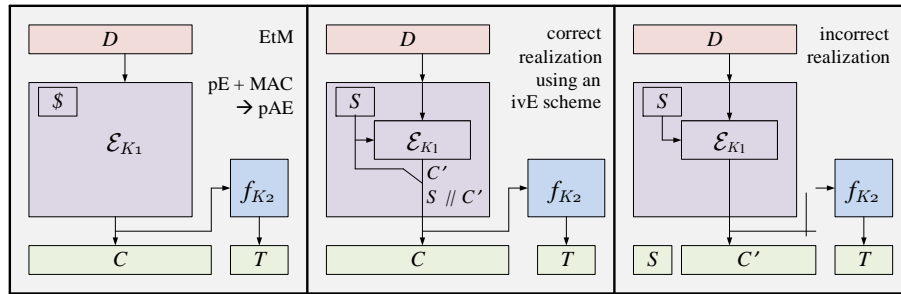 D
EtM
pE + MAC
→ pAE
$
ℰK1
fK2
C
T
D
correct
realization
using an
ivE scheme
S
ℰK1
C′
S // C′
fK2
C
T
D
incorrect
realization
S
ℰK1
fK2
S
C′
T